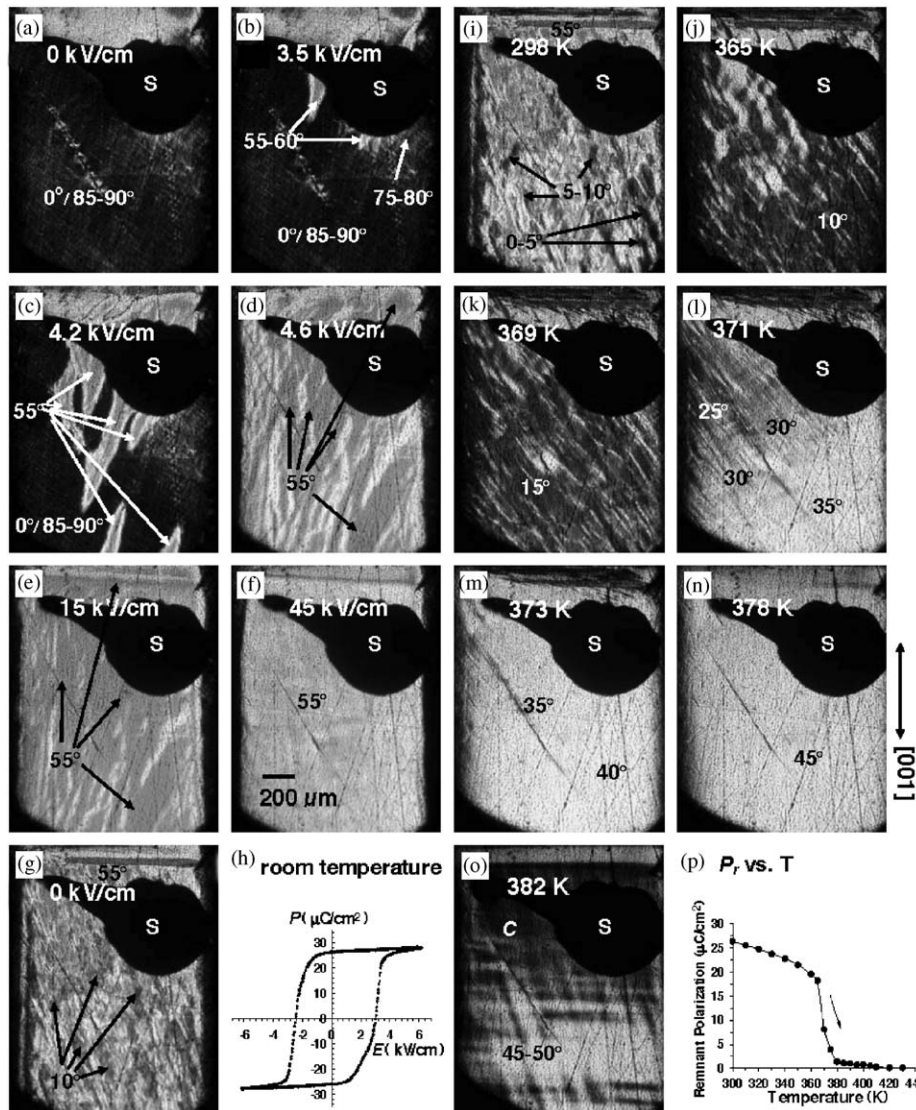 (a)
0 kV/cm
S
0°/ 85-90°
(b)
3.5 kV/cm
S
55-60°
75-80°
0°/ 85-90°
(c)
4.2 kV/cm
S
55°
0°/ 85-90°
(d)
4.6 kV/cm
S
55°
(e)
15 kV/cm
S
55°
(f)
45 kV/cm
S
55°
200 µm
(g)
55°
0 kV/cm
S
10°
(h) room temperature
P( µC/cm²)
30
20
10
0
-10
-20
-30
-6 -4 -2 0 2 4 6
E( kV/cm)
(i)
55°
298 K
S
5-10°
0-5°
(j)
365 K
S
10°
(k)
369 K
S
15°
(l)
371 K
S
25°
30°
30°
35°
(m)
373 K
S
35°
40°
(n)
378 K
S
45°
[001]
(o)
382 K
C
S
45-50°
(p) Pr vs. T
Remnant Polarization (µC/cm²)
30
25
20
15
10
5
0
300 320 340 360 380 400 420
Temperature (K)